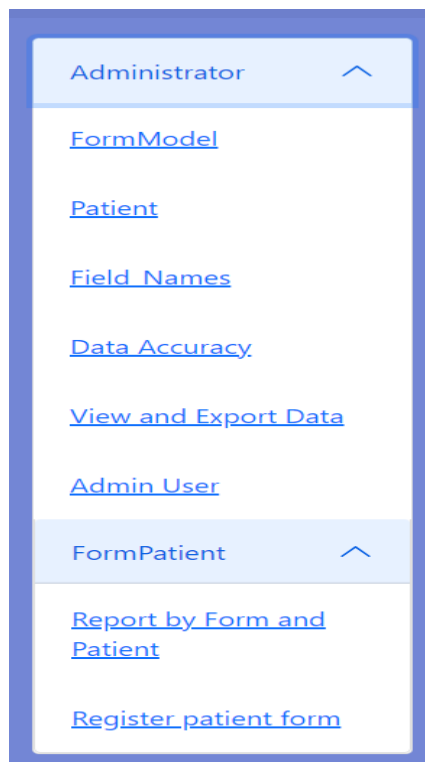 Administrator
FormModel
Patient
Field_Names
Data Accuracy
View and Export Data
Admin User
FormPatient
Report by Form and
Patient
Register patient form